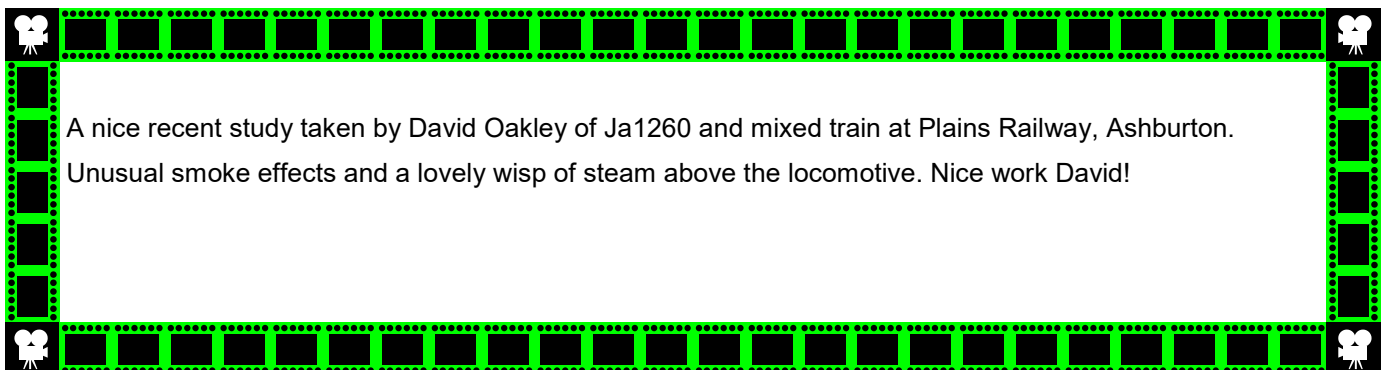 A nice recent study taken by David Oakley of Ja1260 and mixed train at Plains Railway, Ashburton.
Unusual smoke effects and a lovely wisp of steam above the locomotive. Nice work David!